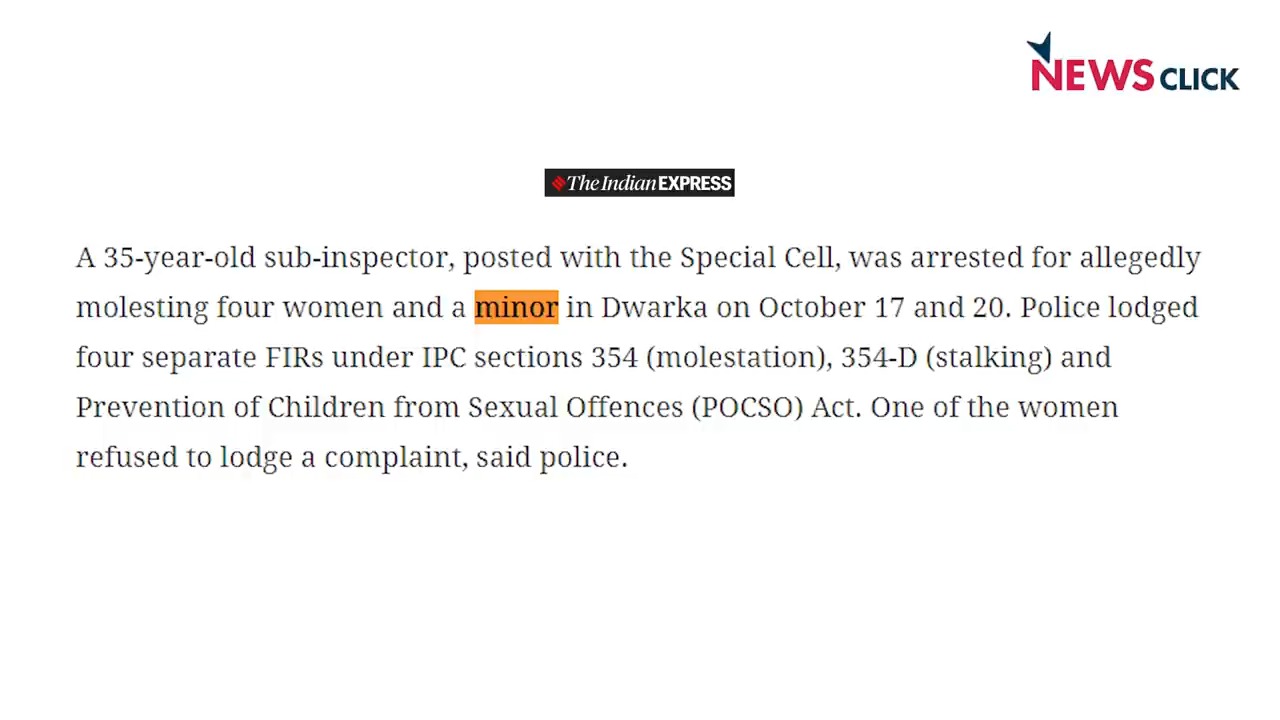 NEWS CLICK
The Indian EXPRESS
A 35-year-old sub-inspector, posted with the Special Cell, was arrested for allegedly
molesting four women and a minor in Dwarka on October 17 and 20. Police lodged
four separate FIRs under IPC sections 354 (molestation), 354-D (stalking) and
Prevention of Children from Sexual Offences (POCSO) Act. One of the women
refused to lodge a complaint, said police.